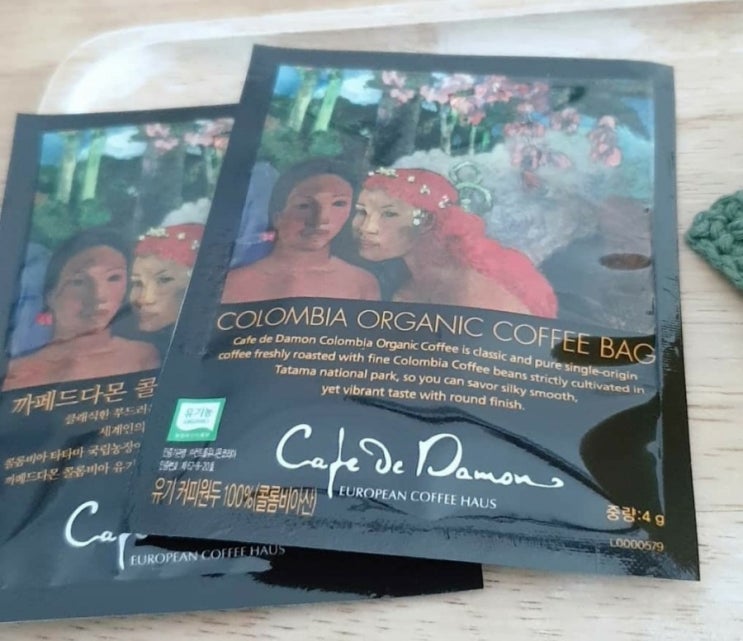 COLOMBIA ORGANIC COFFEE BAG
Cafe de Damon Colombia Organic Coffee is classic and pure single-origin
coffee freshly roasted with fine Colombia Coffee beans strictly cultivated in
Tatama national park, so you can savor silky smooth,
yet vibrant taste with round finish.
유기농
Cafe De Damon
EUROPEAN COFFEE HAUS
유기 커피원두 100%(콜롬비아산)
중량:4 g
L0000579
까페드다몬 콜
클래식한
세계인의
콜롬비아 타타마 국립농장
까페드다몬 콜롬비아 유기
Ca
EUROPEAN COFFEE HAUS